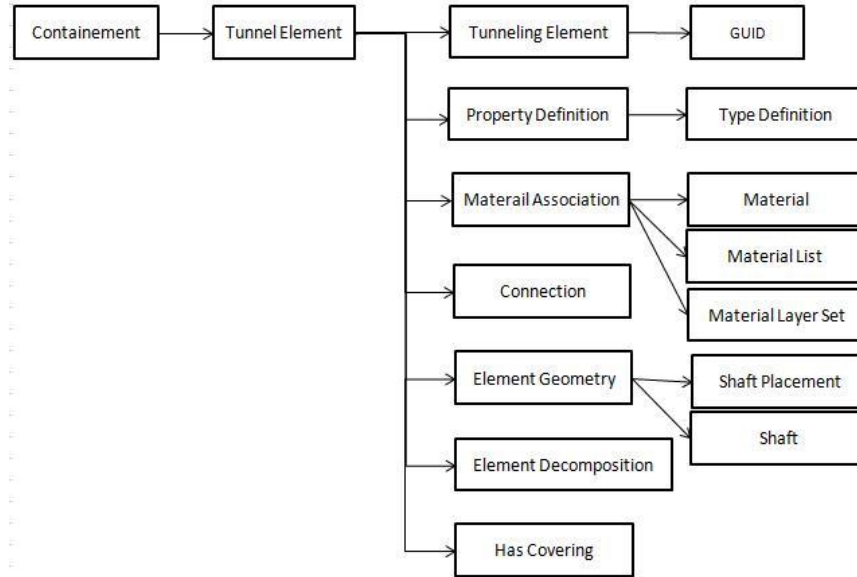 Containement
Tunnel Element
Tunneling Element
GUID
Property Definition
Type Definition
Materail Association
Material
Material List
Material Layer Set
Connection
Element Geometry
Shaft Placement
Shaft
Element Decomposition
Has Covering